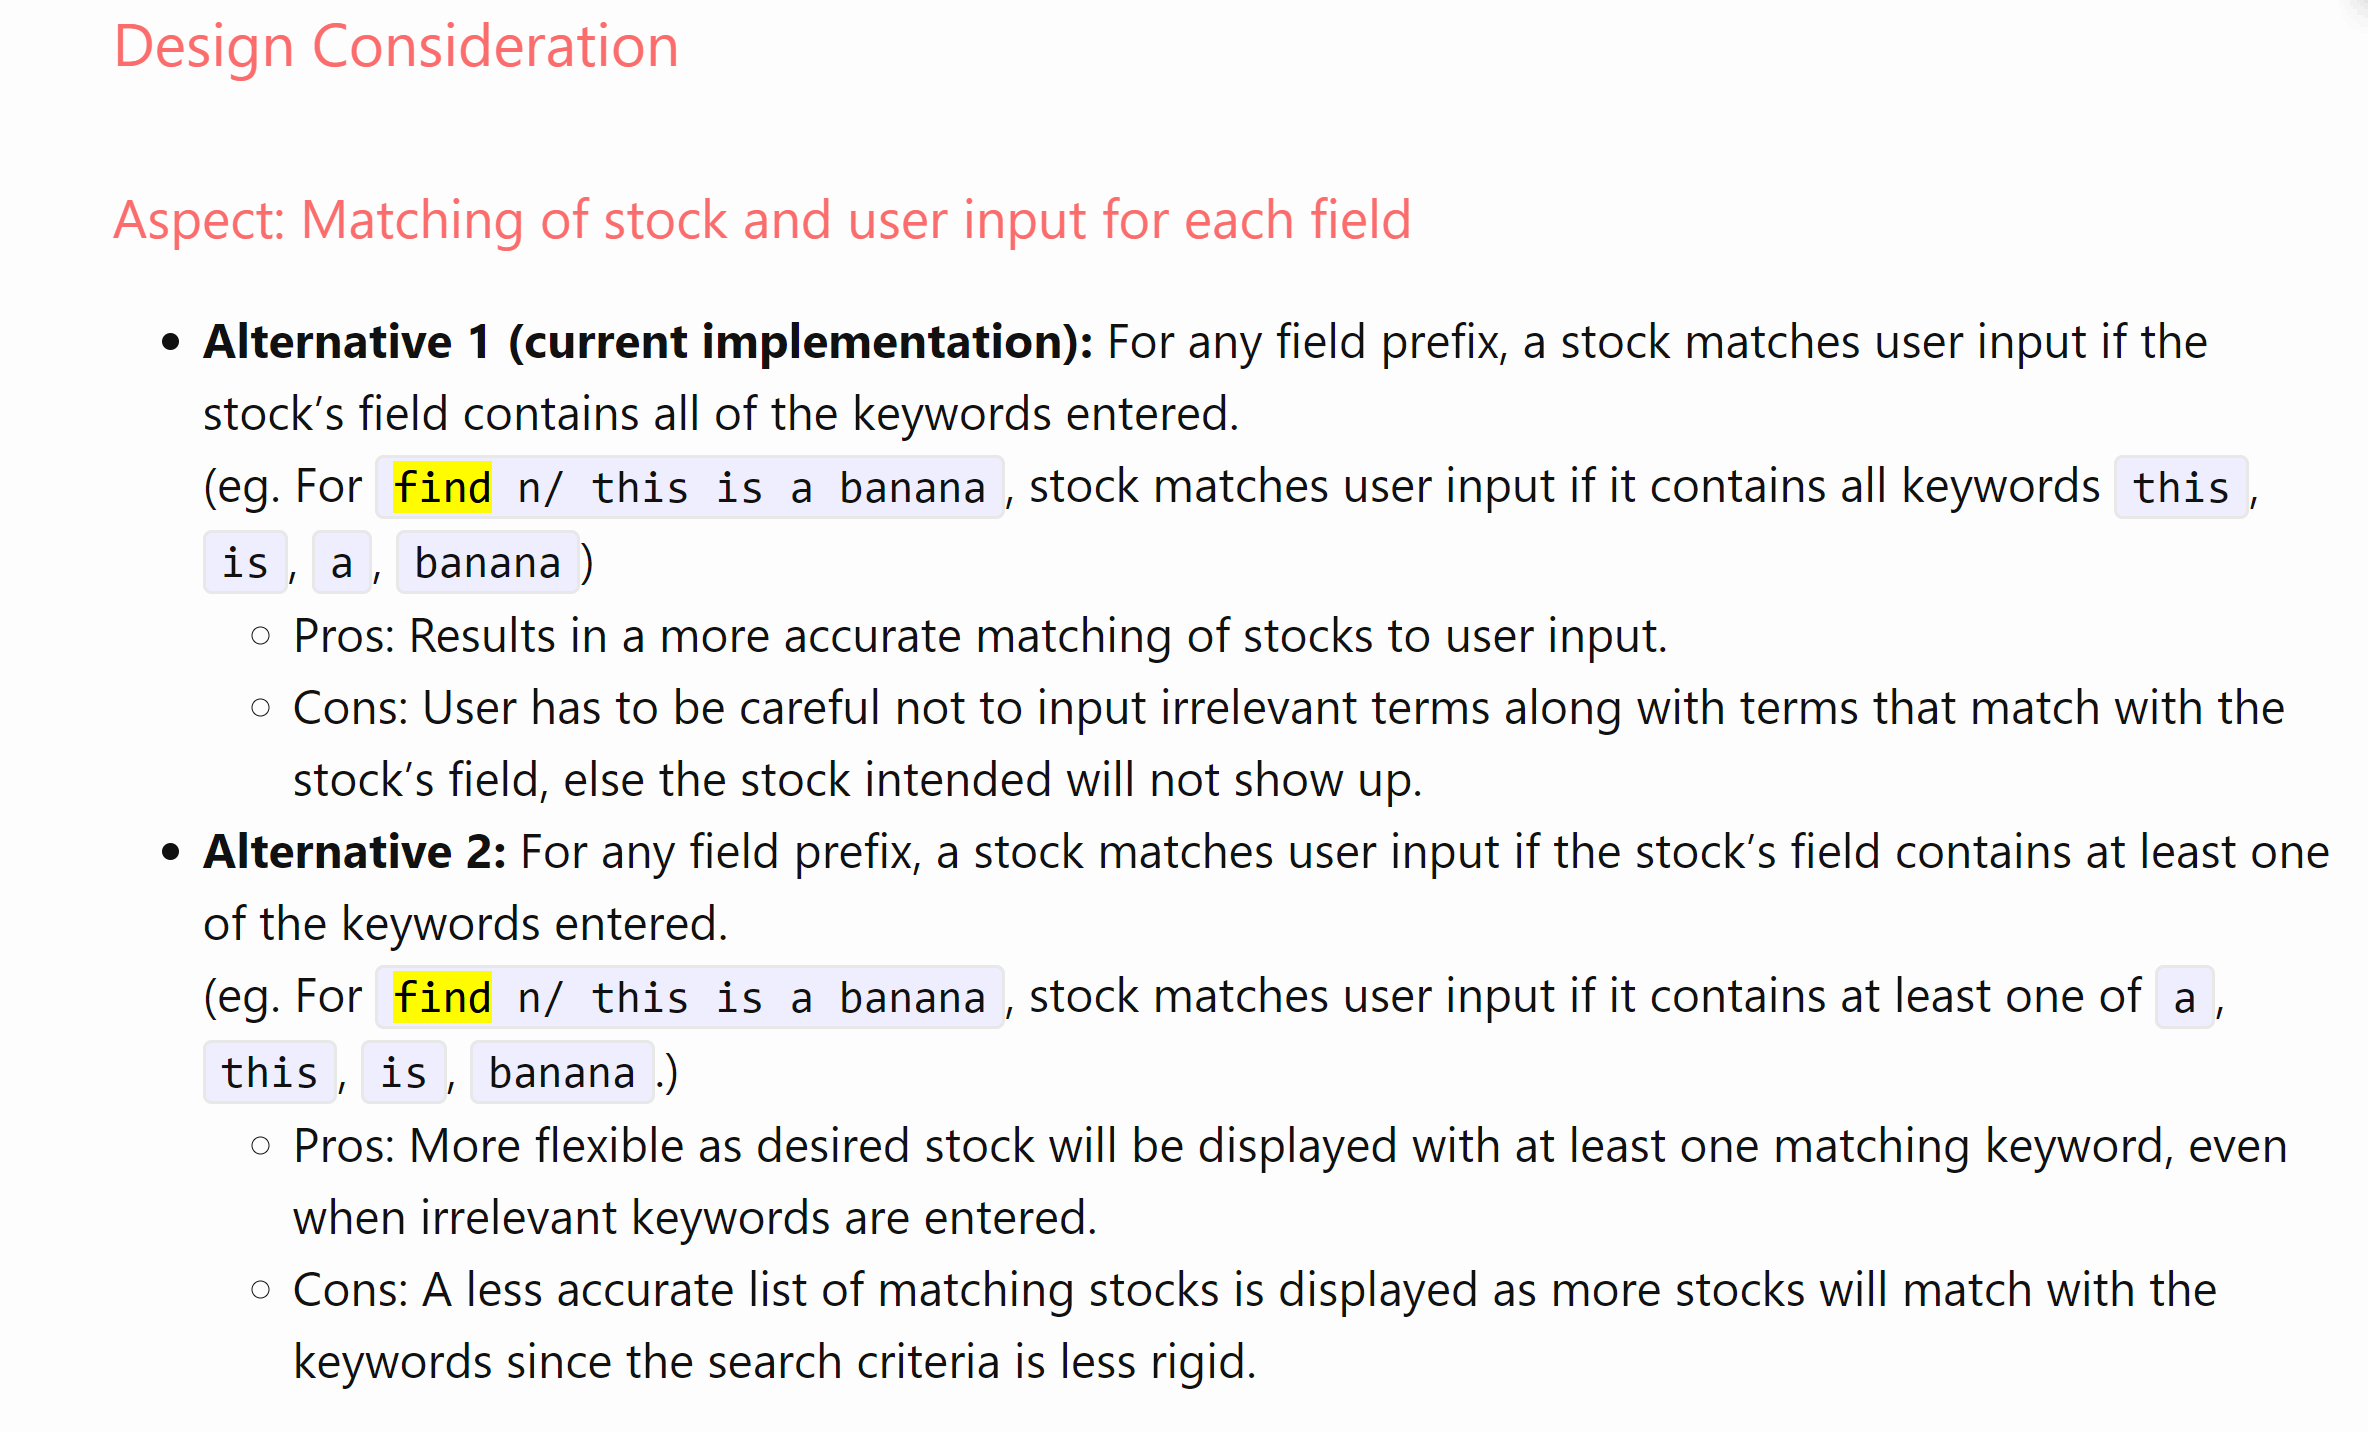 Design Consideration
Aspect: Matching of stock and user input for each field
Alternative 1 (current implementation): For any field prefix, a stock matches user input if the
stock’s field contains all of the keywords entered.
(eg. For find n/ this is a banana, stock matches user input if it contains all keywords this,
is, a, banana)
Pros: Results in a more accurate matching of stocks to user input.
Cons: User has to be careful not to input irrelevant terms along with terms that match with the
stock’s field, else the stock intended will not show up.
Alternative 2: For any field prefix, a stock matches user input if the stock’s field contains at least one
of the keywords entered.
(eg. For find n/ this is a banana, stock matches user input if it contains at least one of a,
this, is, banana.)
Pros: More flexible as desired stock will be displayed with at least one matching keyword, even
when irrelevant keywords are entered.
Cons: A less accurate list of matching stocks is displayed as more stocks will match with the
keywords since the search criteria is less rigid.